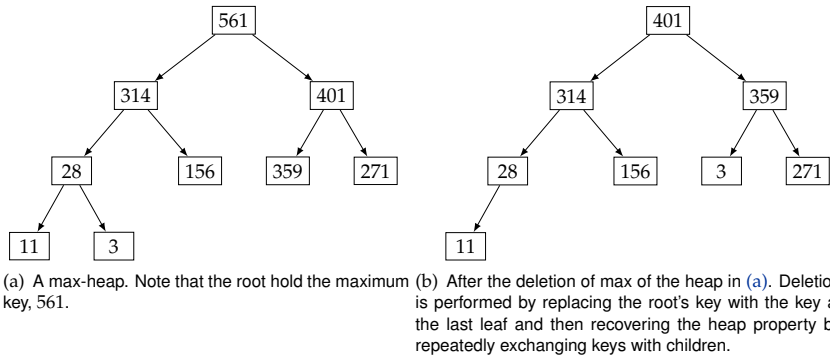 561
401
314
401
314
359
28
156
359
271
28
156
3
271
11
3
11
(a) A max-heap. Note that the root hold the maximum
key, 561.
(b) After the deletion of max of the heap in (a). Deletio
is performed by replacing the root's key with the key a
the last leaf and then recovering the heap property b
repeatedly exchanging keys with children.